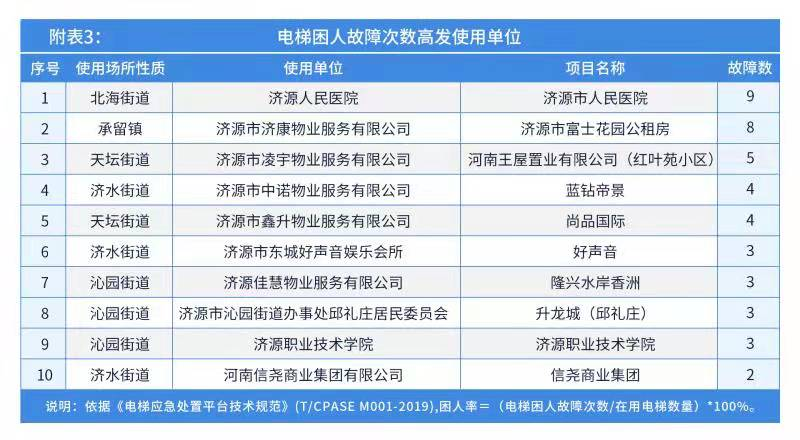 附表3: 电梯困人故障次数高发使用单位
序号 使用场所性质 使用单位 项目名称 故障数
1 北海街道 济源人民医院 济源市人民医院 9
2 承留镇 济源市济康物业服务有限公司 济源市富士花园公租房 8
3 天坛街道 济源市凌宇物业服务有限公司 河南王屋置业有限公司（红叶苑小区） 5
4 济水街道 济源市中诺物业服务有限公司 蓝钻帝景 4
5 天坛街道 济源市鑫升物业服务有限公司 尚品国际 4
6 济水街道 济源市东城好声音娱乐会所 好声音 3
7 沁园街道 济源佳慧物业服务有限公司 隆兴水岸香洲 3
8 沁园街道 济源市沁园街道办事处邱礼庄居民委员会 升龙城（邱礼庄） 3
9 沁园街道 济源职业技术学院 济源职业技术学院 3
10 济水街道 河南信尧商业集团有限公司 信尧商业集团 2
说明：依据《电梯应急处置平台技术规范》(T/CPASE M001-2019),困人率＝（电梯困人故障次数/在用电梯数量）*100%。